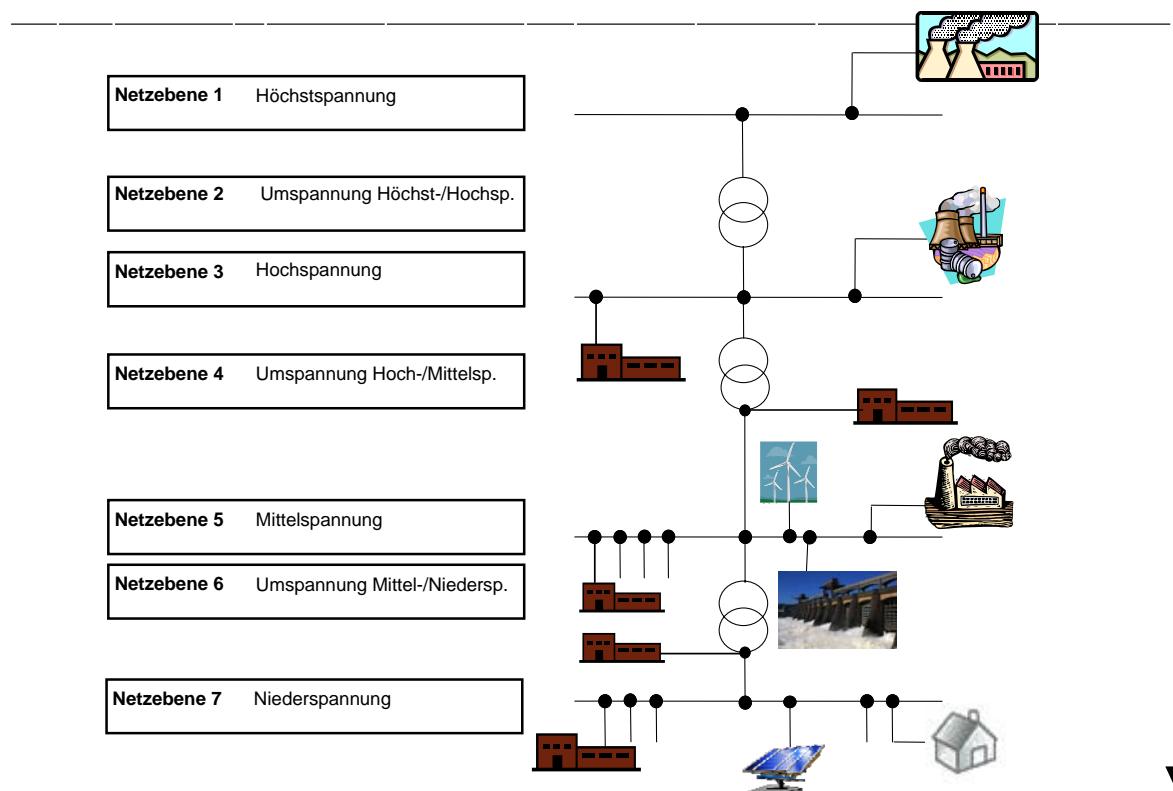 Netzebene 1 Höchstspannung
Netzebene 2 Umspannung Höchst-/Hochsp.
Netzebene 3 Hochspannung
Netzebene 4 Umspannung Hoch-/Mittelsp.
Netzebene 5 Mittelspannung
Netzebene 6 Umspannung Mittel-/Niedersp.
Netzebene 7 Niederspannung